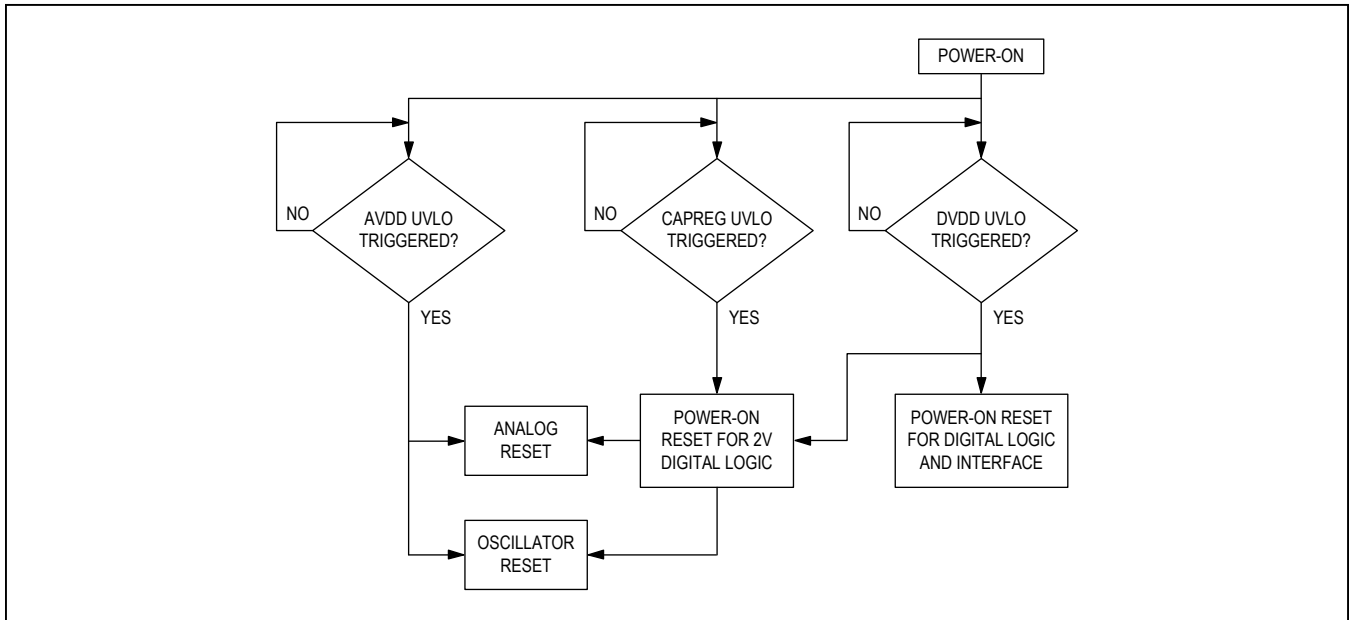 POWER-ON
NO
AVDD UVLO
TRIGGERED?
YES
NO
CAPREG UVLO
TRIGGERED?
YES
NO
DVDD UVLO
TRIGGERED?
YES
ANALOG
RESET
POWER-ON
RESET FOR 2V
DIGITAL LOGIC
POWER-ON RESET
FOR DIGITAL LOGIC
AND INTERFACE
OSCILLATOR
RESET